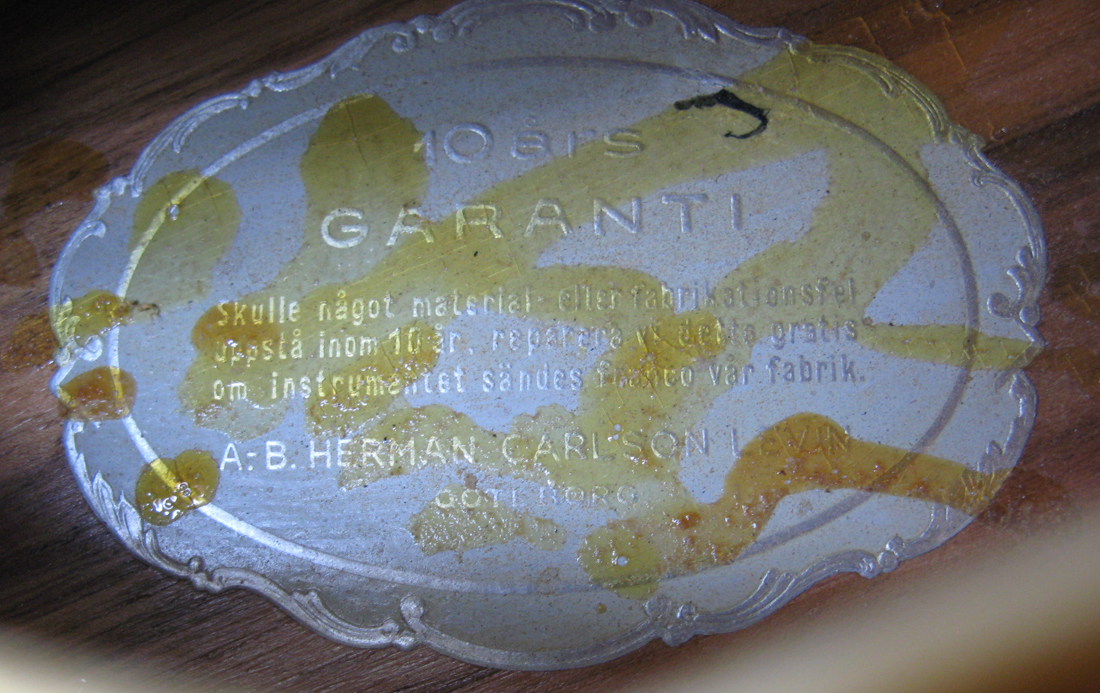 10 års
GARANTI
Skulle något material- eller fabrikationsfel
uppstå inom 10 år, reparera vi detta gratis
om instrumentet sändes franco vår fabrik.
A.-B. HERMAN CARLSON LEVIN
GÖTEBORG